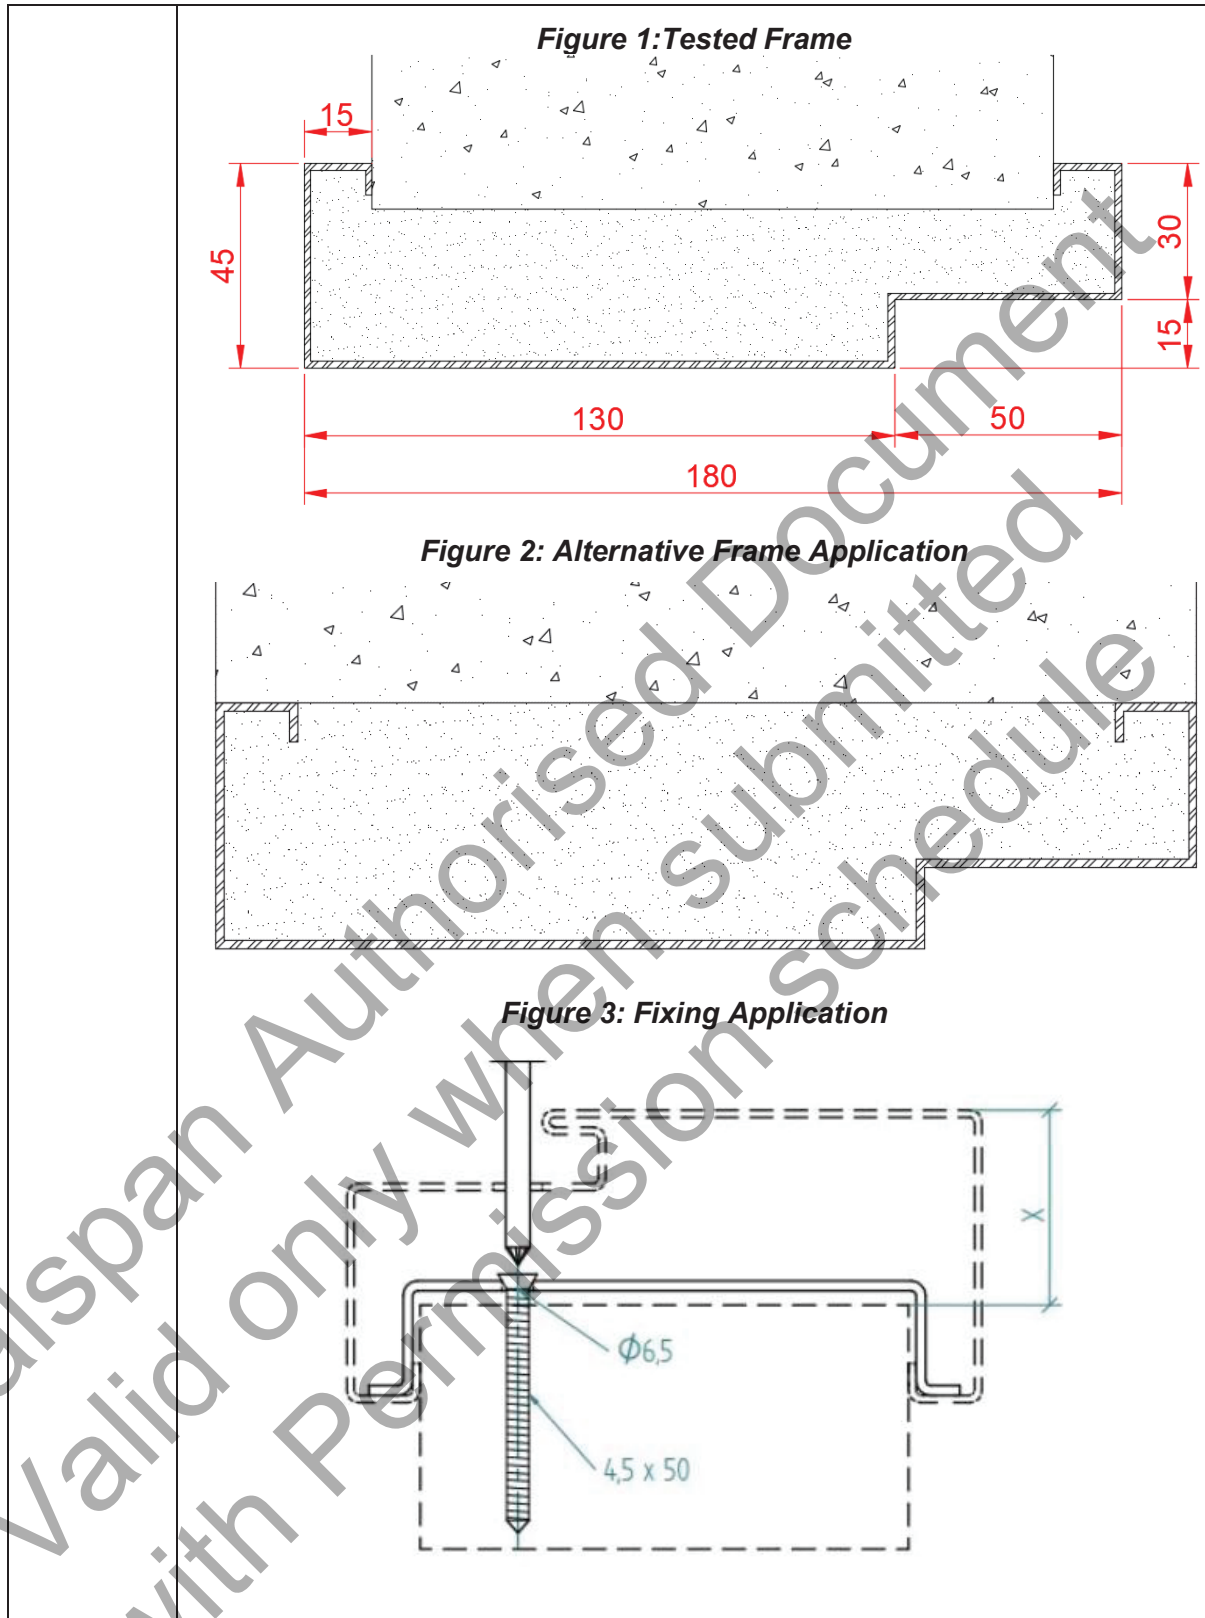 Figure 1:Tested Frame
15
45
30
15
130
50
180
Figure 2: Alternative Frame Application
Figure 3: Fixing Application
X
Φ6,5
4,5 x 50
Authorised Document
Valid only when submitted
with Permission schedule